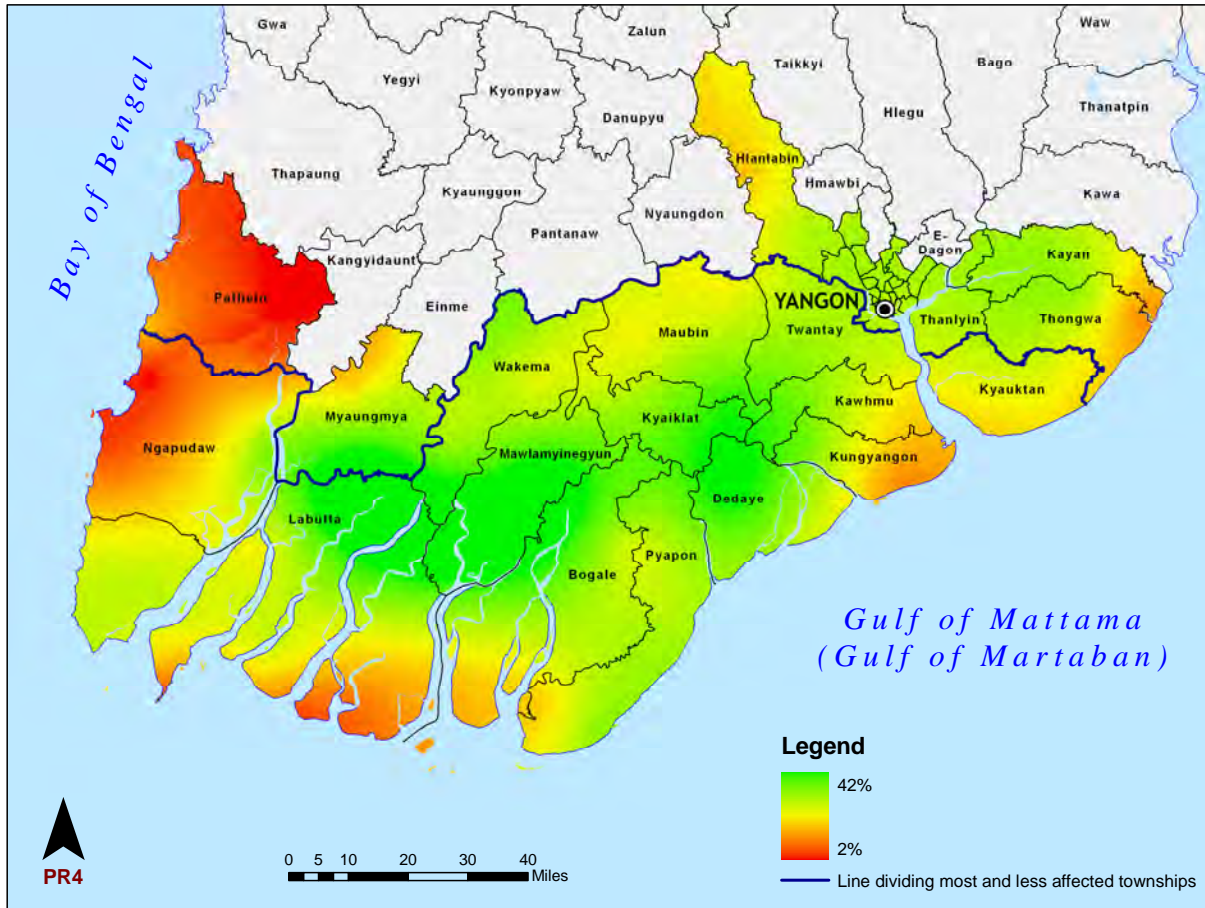 Gwa
Zalun
Waw
Taikkyi
Bago
Yegyi
Kyonpyaw
Hlegu
Thanatpin
Danupyu
Bay of Bengal
Hlantabin
Thapaung
Hmawbi
Kyaunggon
Kawa
Nyaungdon
Pantanaw
E-
Dagon
Kangyidaunt
Kayan
Pathein
Einme
YANGON
Thanlyin
Thongwa
Maubin
Twantay
Wakema
Kyauktan
Myaungmya
Kawhmu
Kyaiklat
Ngapudaw
Mawlamyinegyun
Kungyangon
Dedaye
Labutta
Pyapon
Bogale
Gulf of Mattama
(Gulf of Martaban)
Legend
42%
2%
Line dividing most and less affected townships
PR4
0 5 10 20 30 40
Miles